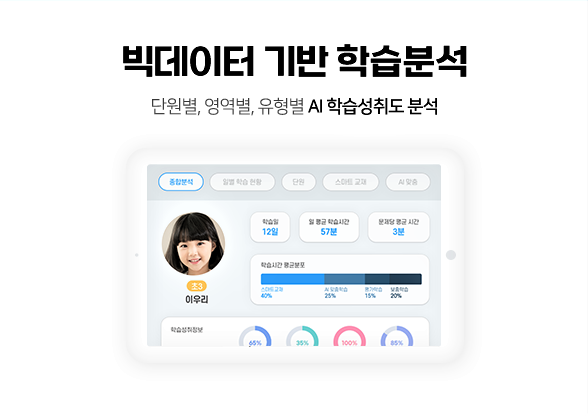 빅데이터 기반 학습분석
단원별, 영역별, 유형별 AI 학습성취도 분석
종합분석
일별 학습 현황
단원
스마트 교재
AI 맞춤
초3
이우리
학습일
12일
일 평균 학습시간
57분
문제당 평균 시간
3분
학습시간 평균분포
스마트교재
40%
AI 맞춤학습
25%
평가학습
15%
보충학습
20%
학습성취정보
65%
35%
100%
85%